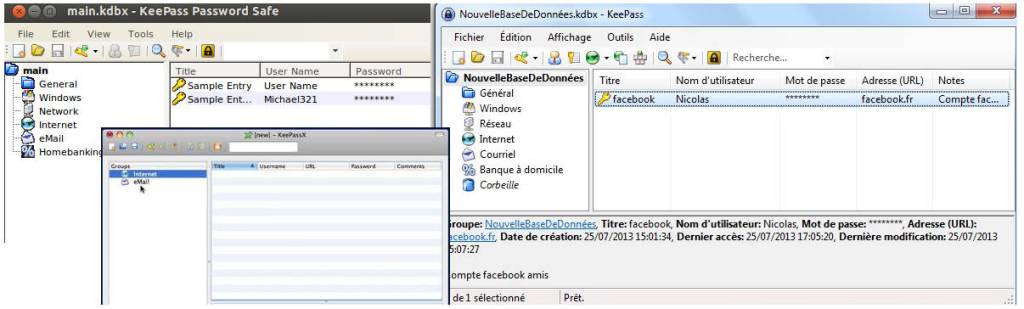 main.kdbx - KeePass Password Safe
File Edit View Tools Help
main
General
Windows
Network
Internet
eMail
Homebanking
Title User Name Password
Sample Entry User Name ********
Sample Ent... Michael321 ********
[new] - KeePassX
Groups
Internet
eMail
Title Username URL Password Comments
NouvelleBaseDeDonnées.kdbx - KeePass
Fichier Édition Affichage Outils Aide
Recherche...
NouvelleBaseDeDonnées
Général
Windows
Réseau
Internet
Courriel
Banque à domicile
Corbeille
Titre Nom d'utilisateur Mot de passe Adresse (URL) Notes
facebook Nicolas ******** facebook.fr Compte fac...
Groupe: NouvelleBaseDeDonnées, Titre: facebook, Nom d'utilisateur: Nicolas, Mot de passe: ********, Adresse (URL):
facebook.fr, Date de création: 25/07/2013 15:01:34, Dernier accès: 25/07/2013 17:05:20, Dernière modification: 25/07/2013
5:07:27
ompte facebook amis
de 1 sélectionné Prêt.